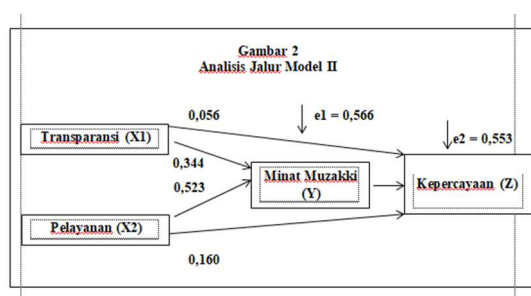 Gambar 2
Analisis Jalur Model II
0,056
e1 = 0,566
Transparansi (X1)
e2 = 0,553
0,344
Minat Muzakki
(Y)
Kepercayaan (Z)
0,523
Pelayanan (X2)
0,160